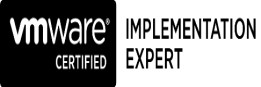 vmware®
CERTIFIED
IMPLEMENTATION
EXPERT